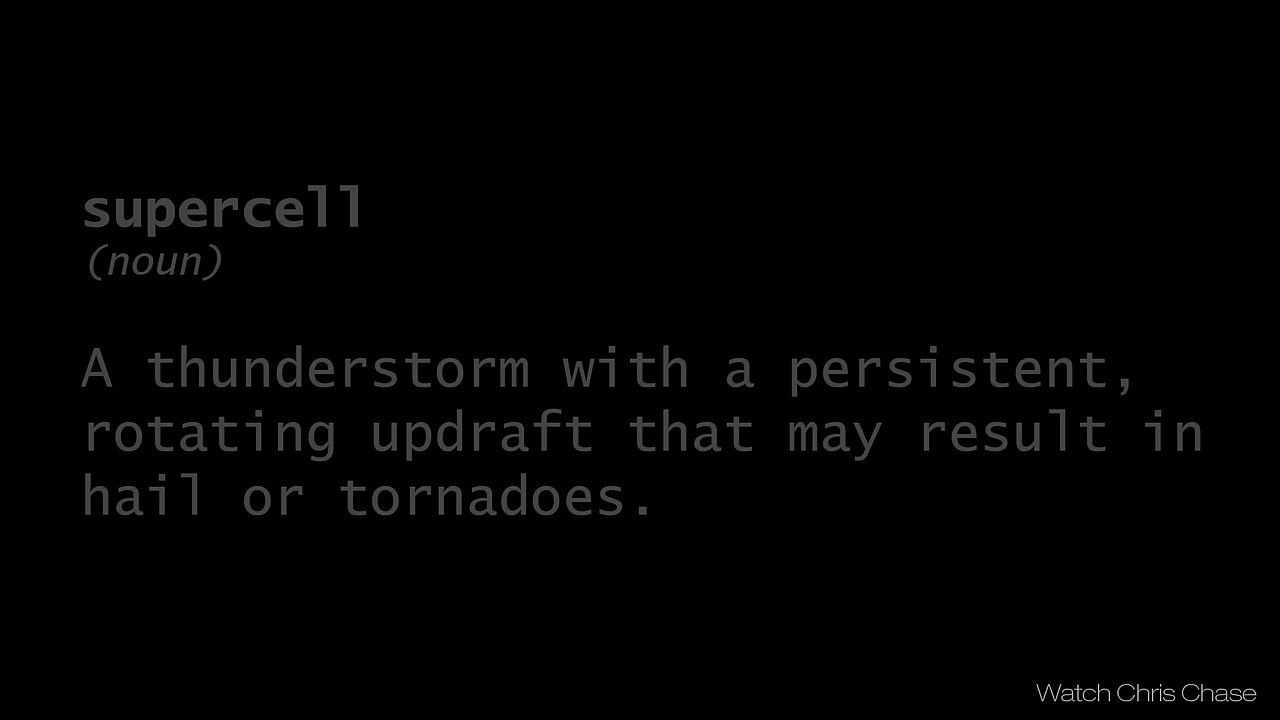 supercell
(noun)
A thunderstorm with a persistent,
rotating updraft that may result in
hail or tornadoes.
Watch Chris Chase